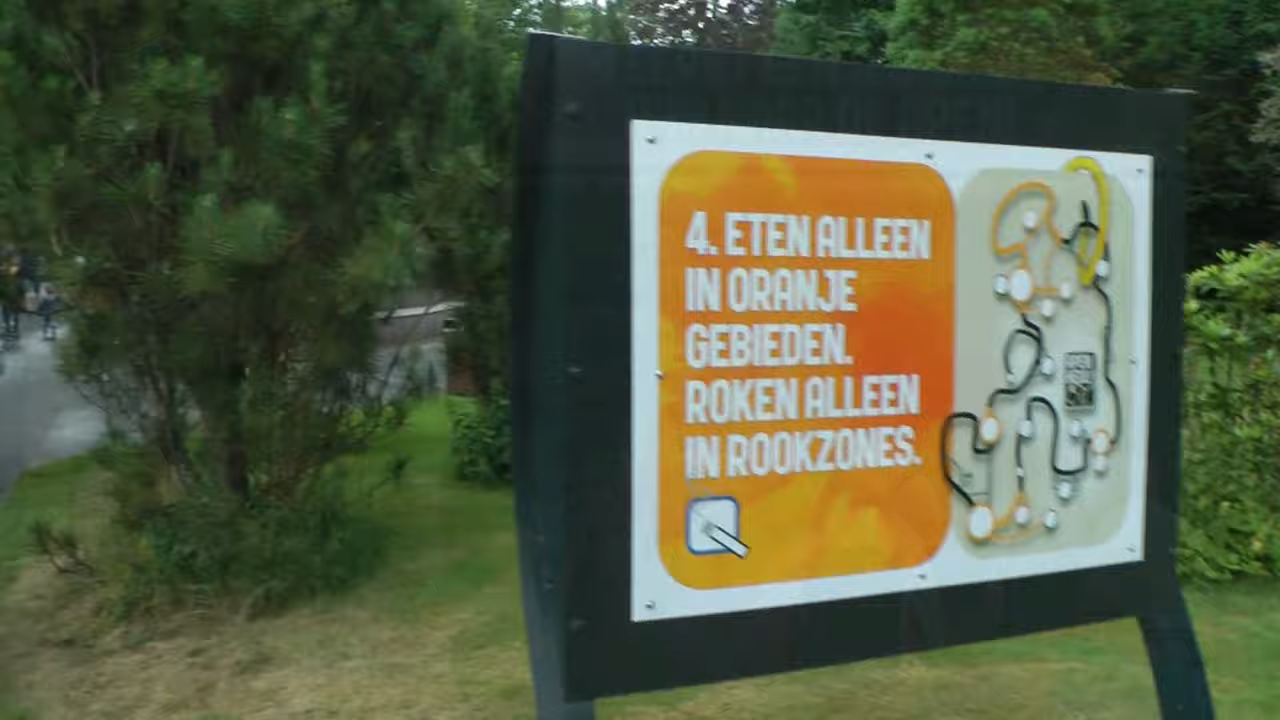 4. ETEN ALLEEN
IN ORANJE
GEBIEDEN.
ROKEN ALLEEN
IN ROOKZONES.